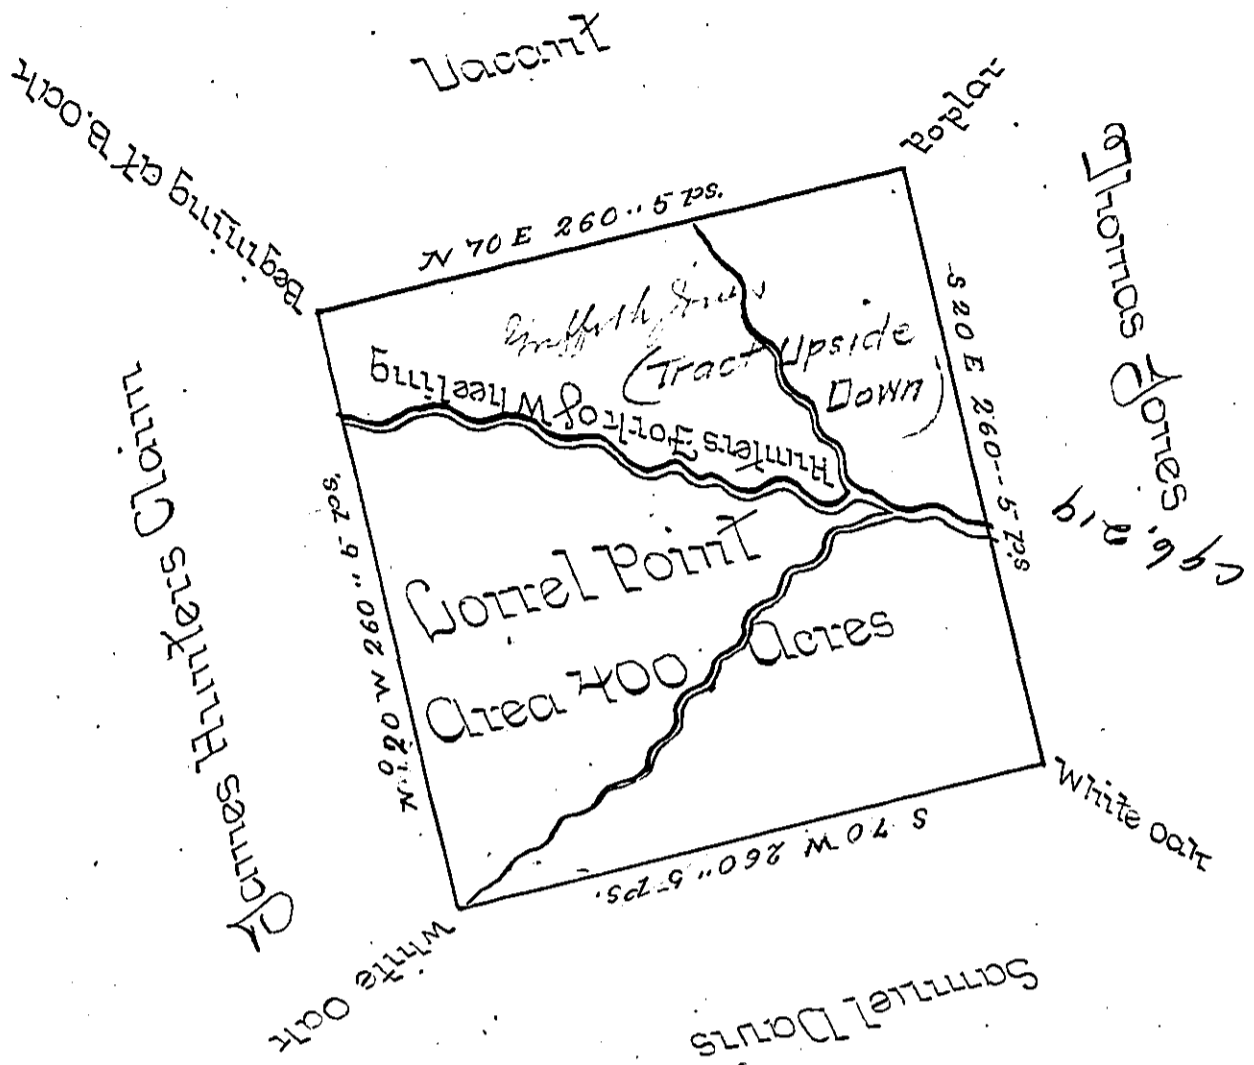 Vacant
Beginning at B. Oak
Poplar
N 70 E 260.. 5 ps.
Thomas Jones
S 20 E 260-- 5 ps
(Tract Upside
Down)
Hunters Fork of Wheeling
James Hunters Claim
N. 20 W 260.. 5 ps.
Lorrel Point
Area 400 Acres
White Oak
S 70 W 260.. 5 ps.
White Oak
Samuel Davis